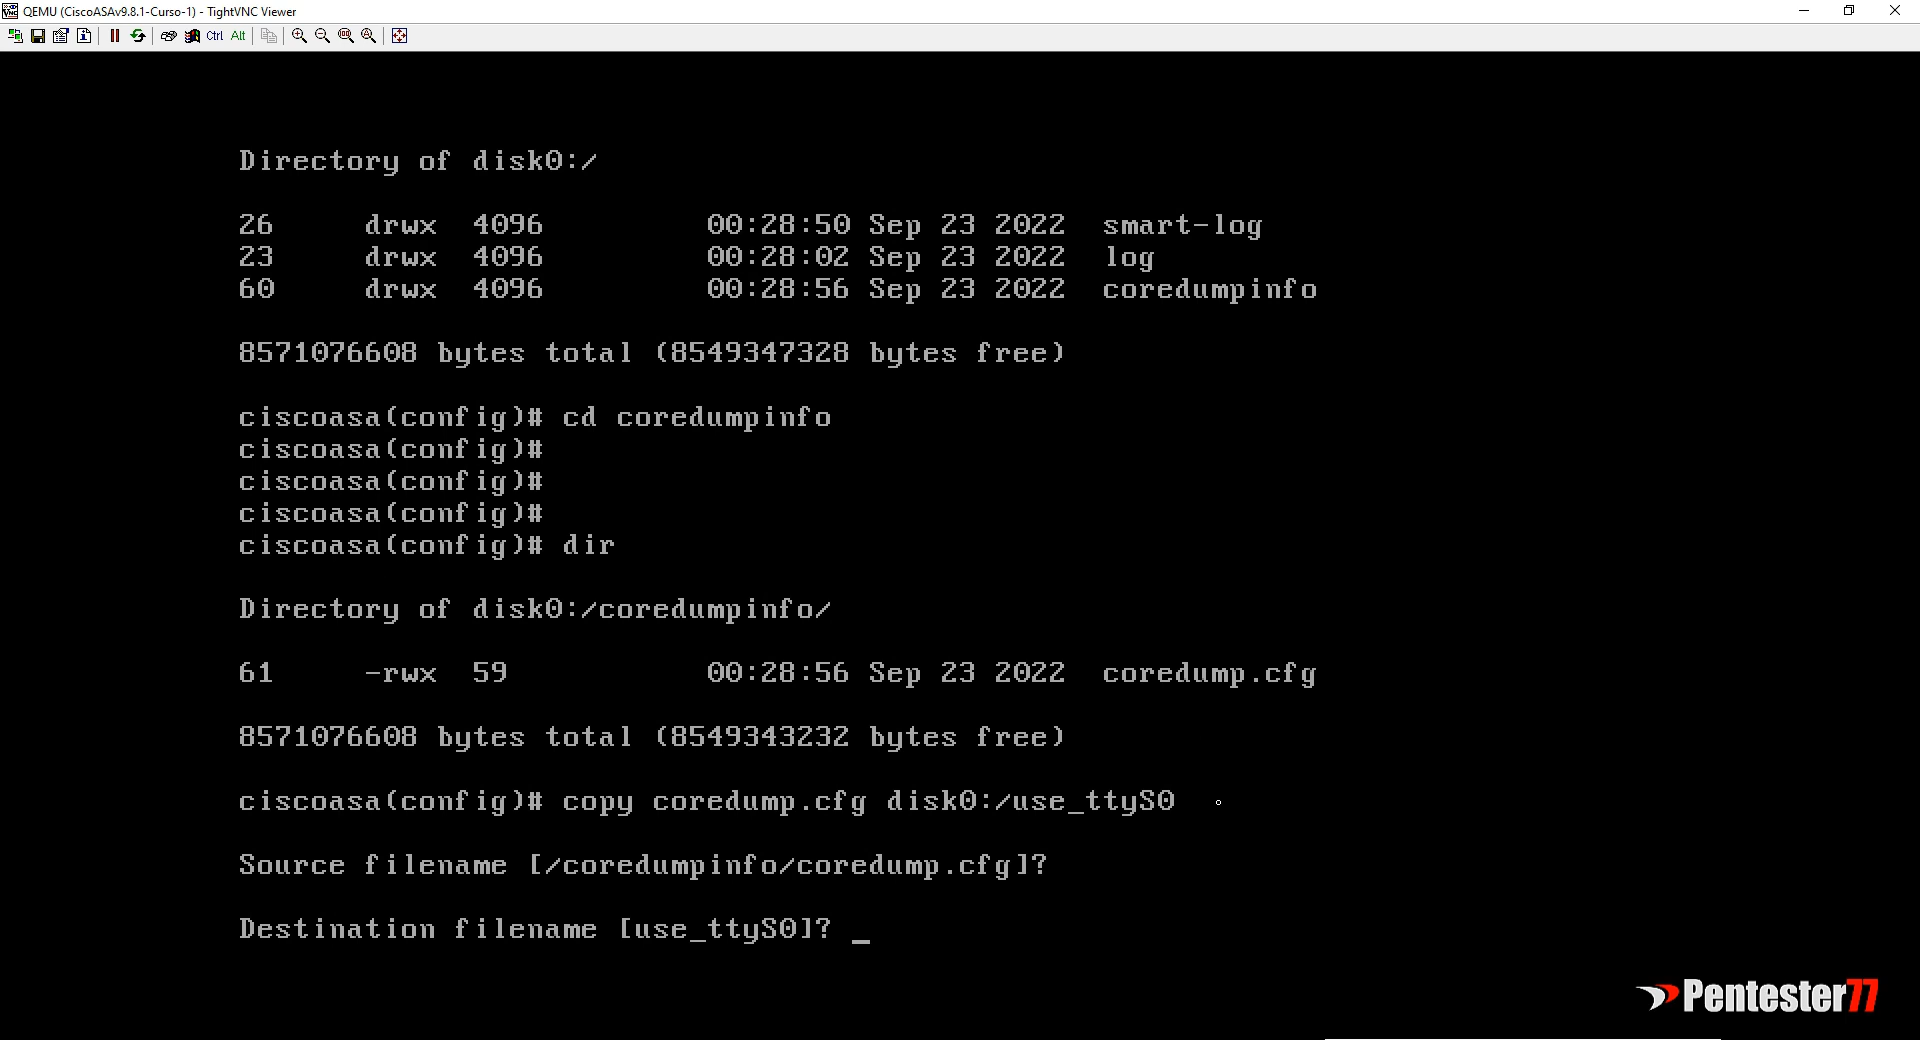 QEMU (CiscoASAv9.8.1-Curso-1) - TightVNC Viewer
Ctrl Alt
Directory of disk0:/
26 drwx 4096 00:28:50 Sep 23 2022 smart-log
23 drwx 4096 00:28:02 Sep 23 2022 log
60 drwx 4096 00:28:56 Sep 23 2022 coredumpinfo
8571076608 bytes total (8549347328 bytes free)
ciscoasa(config)# cd coredumpinfo
ciscoasa(config)#
ciscoasa(config)#
ciscoasa(config)#
ciscoasa(config)# dir
Directory of disk0:/coredumpinfo/
61 -rwx 59 00:28:56 Sep 23 2022 coredump.cfg
8571076608 bytes total (8549343232 bytes free)
ciscoasa(config)# copy coredump.cfg disk0:/use_ttyS0
Source filename [/coredumpinfo/coredump.cfg]?
Destination filename [use_ttyS0]? _
Pentester77